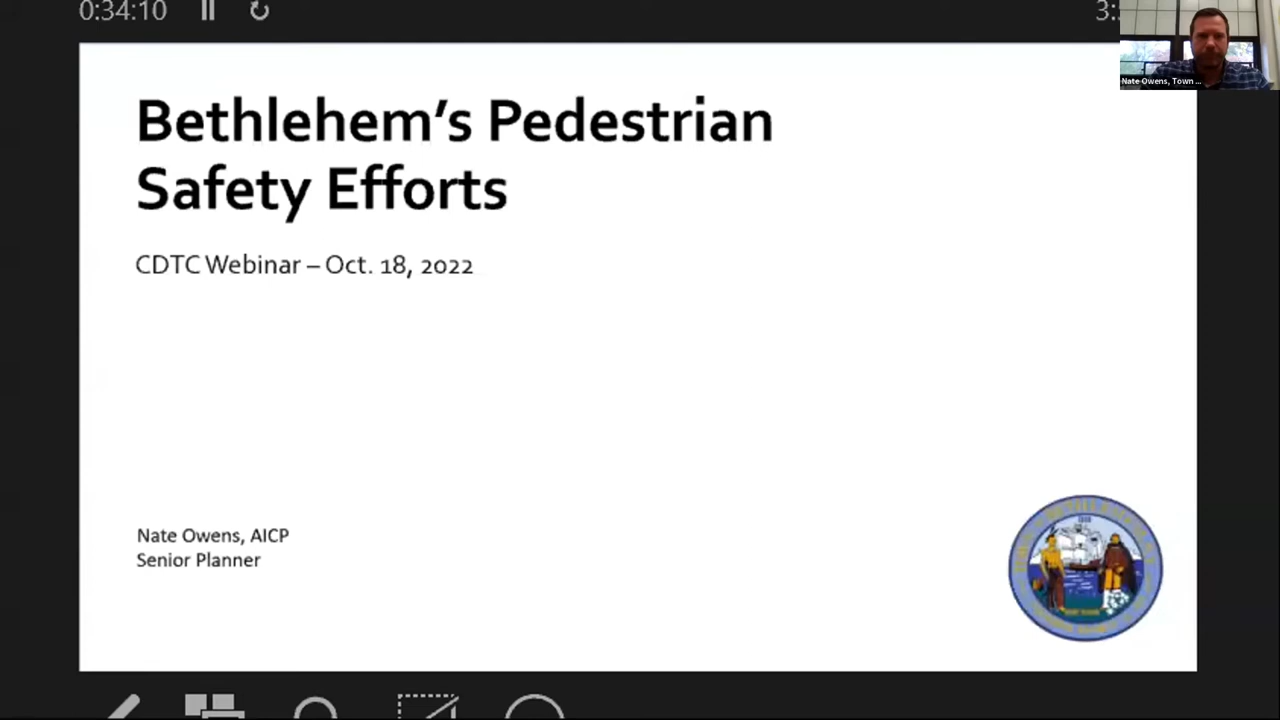 0:34:10
3:
Nate Owens, Town ...
Bethlehem’s Pedestrian
Safety Efforts
CDTC Webinar – Oct. 18, 2022
Nate Owens, AICP
Senior Planner